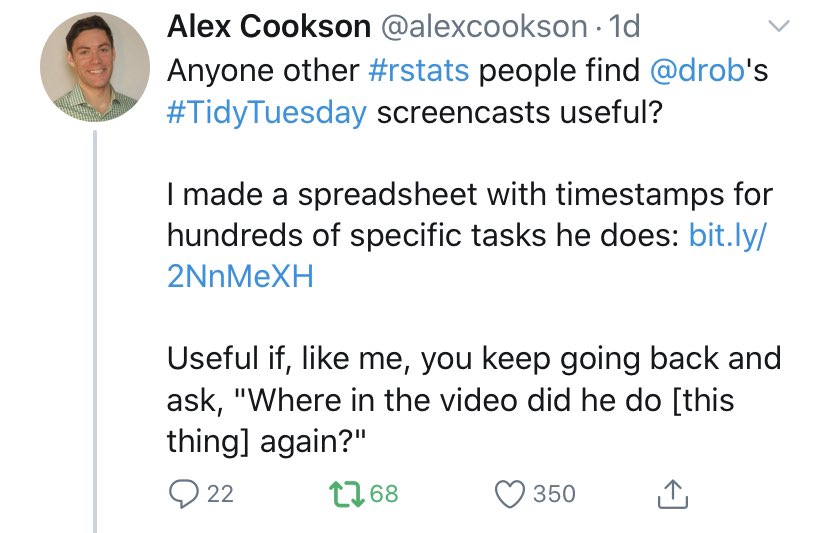 Alex Cookson @alexcookson · 1d
Anyone other #rstats people find @drob's
#TidyTuesday screencasts useful?
I made a spreadsheet with timestamps for
hundreds of specific tasks he does: bit.ly/
2NnMeXH
Useful if, like me, you keep going back and
ask, "Where in the video did he do [this
thing] again?"
22 68 350